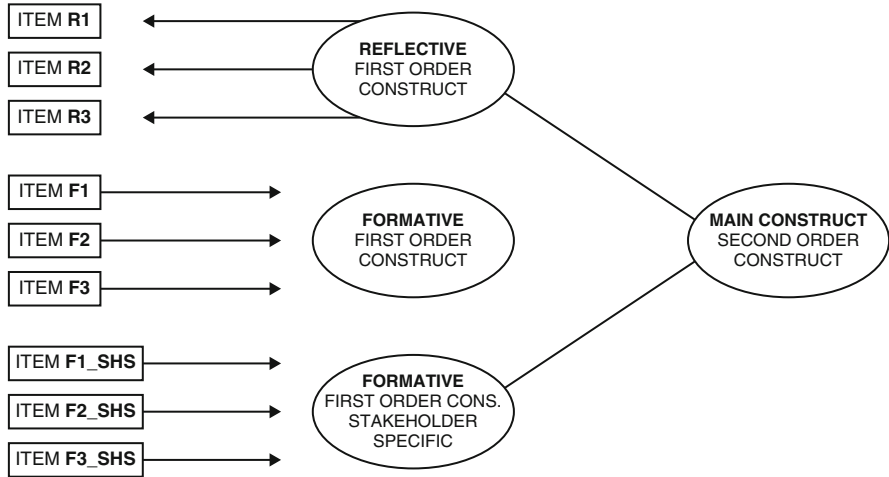 ITEM R1
ITEM R2
ITEM R3
REFLECTIVE
FIRST ORDER
CONSTRUCT
ITEM F1
ITEM F2
ITEM F3
FORMATIVE
FIRST ORDER
CONSTRUCT
MAIN CONSTRUCT
SECOND ORDER
CONSTRUCT
ITEM F1_SHS
ITEM F2_SHS
ITEM F3_SHS
FORMATIVE
FIRST ORDER CONS.
STAKEHOLDER
SPECIFIC